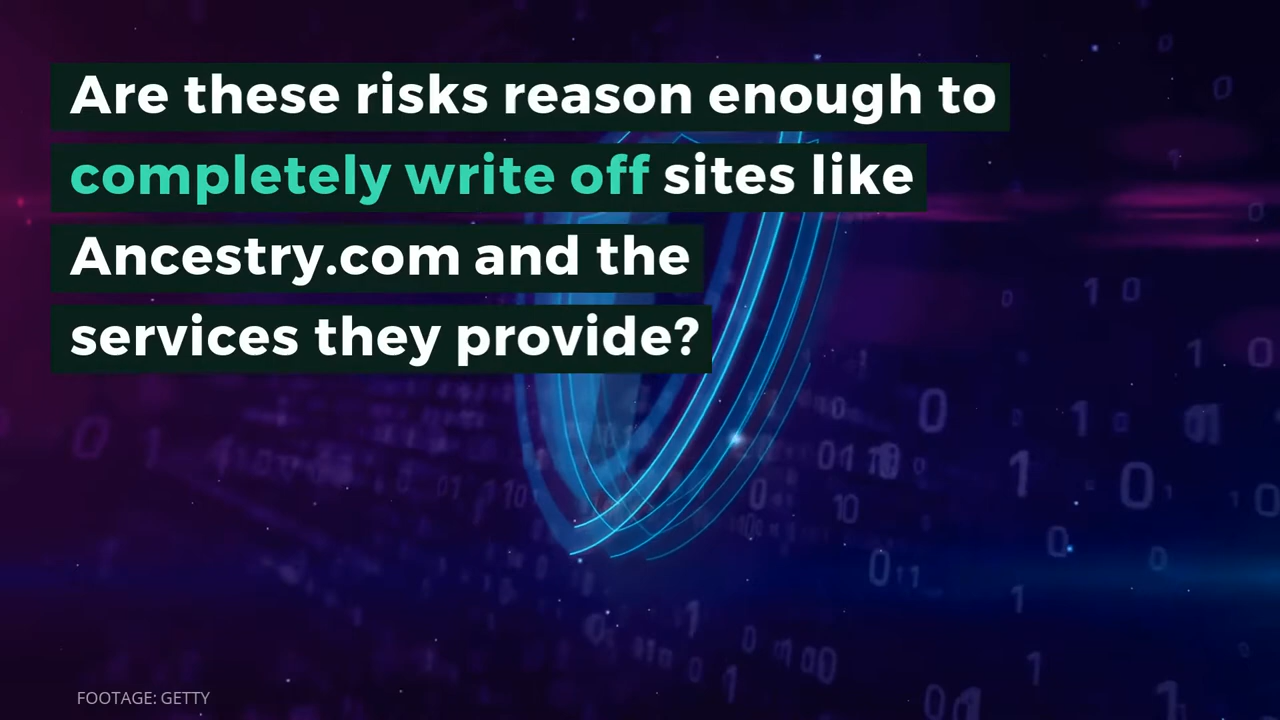 Are these risks reason enough to
completely write off sites like
Ancestry.com and the
services they provide?
FOOTAGE: GETTY